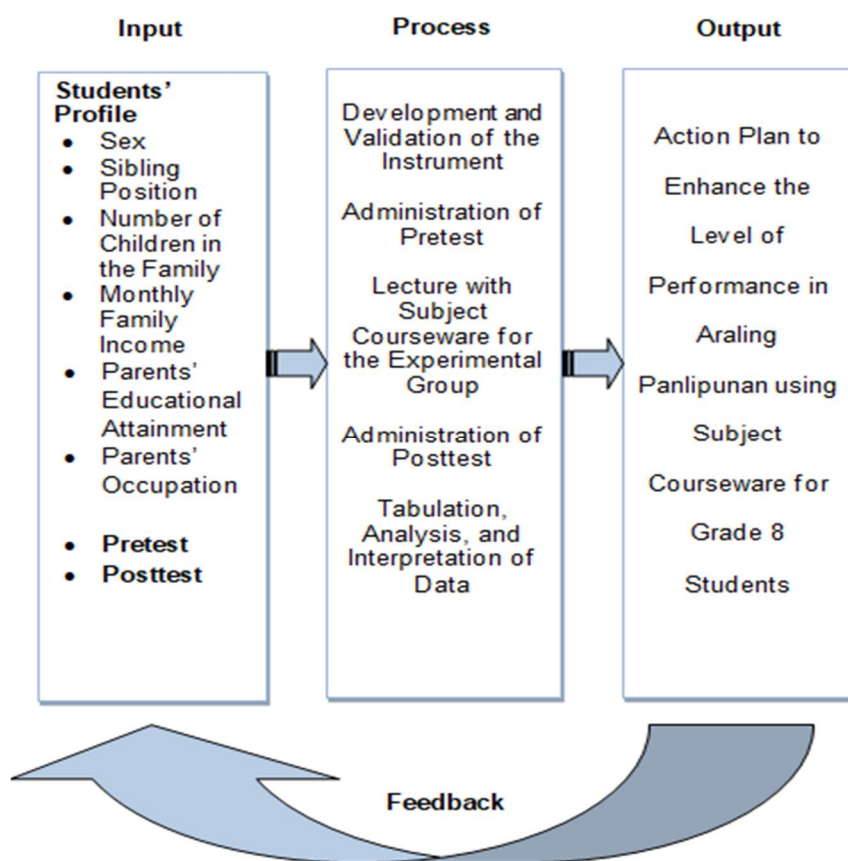 Input
Students'
Profile
• Sex
• Sibling
Position
• Number of
Children in
the Family
• Monthly
Family
Income
• Parents'
Educational
Attainment
• Parents'
Occupation
• Pretest
• Posttest
Process
Development and
Validation of the
Instrument
Administration of
Pretest
Lecture with
Subject
Courseware for
the Experimental
Group
Administration of
Posttest
Tabulation,
Analysis, and
Interpretation of
Data
Output
Action Plan to
Enhance the
Level of
Performance in
Araling
Panlipunan using
Subject
Courseware for
Grade 8
Students
Feedback